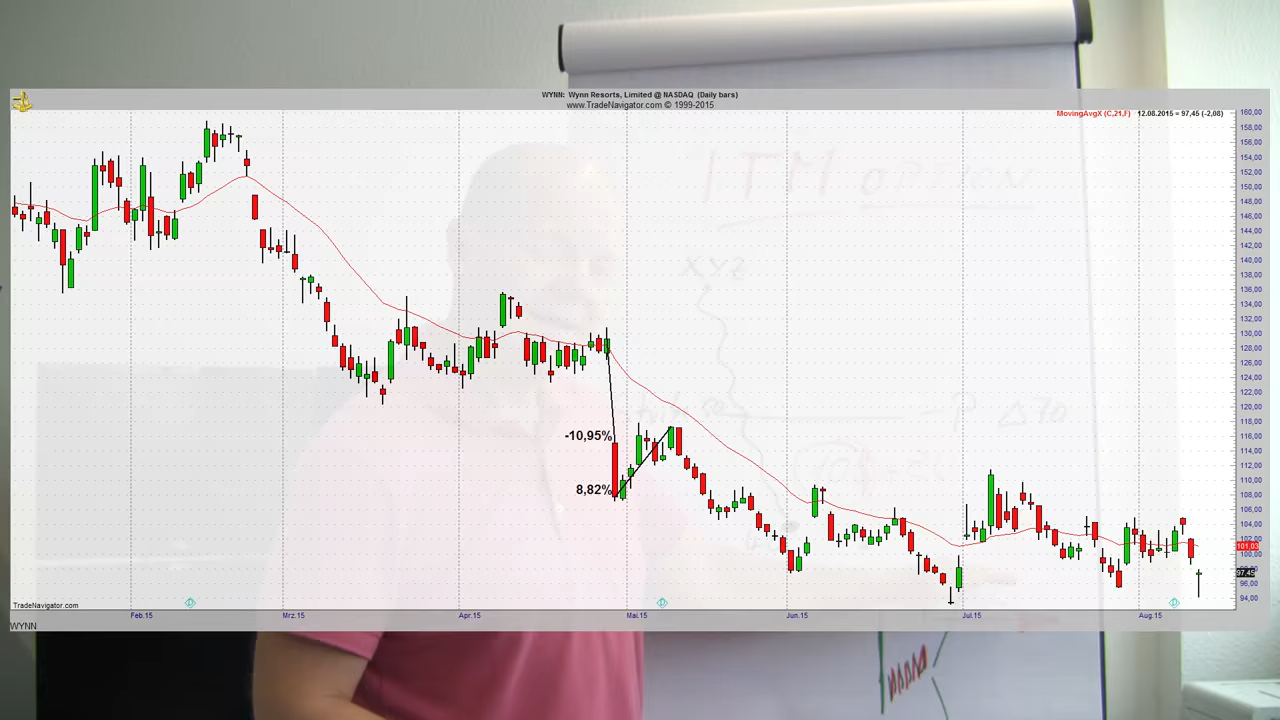 WYNN: Wynn Resorts, Limited @ NASDAQ (Daily bars)
www.TradeNavigator.com © 1999-2015
MovingAvgX (C,21,F) 12.08.2015 = 97,45 (-2,08)
160,00
158,00
156,00
154,00
152,00
150,00
148,00
146,00
144,00
142,00
140,00
138,00
136,00
134,00
132,00
130,00
128,00
126,00
124,00
122,00
120,00
118,00
116,00
114,00
112,00
110,00
108,00
106,00
104,00
102,00
101,03
100,00
97,45
96,00
94,00
-10,95%
8,82%
XYZ
TradeNavigator.com
D
D
D
Feb.15
Mrz.15
Apr.15
Mai.15
Jun.15
Jul.15
Aug.15
WYNN